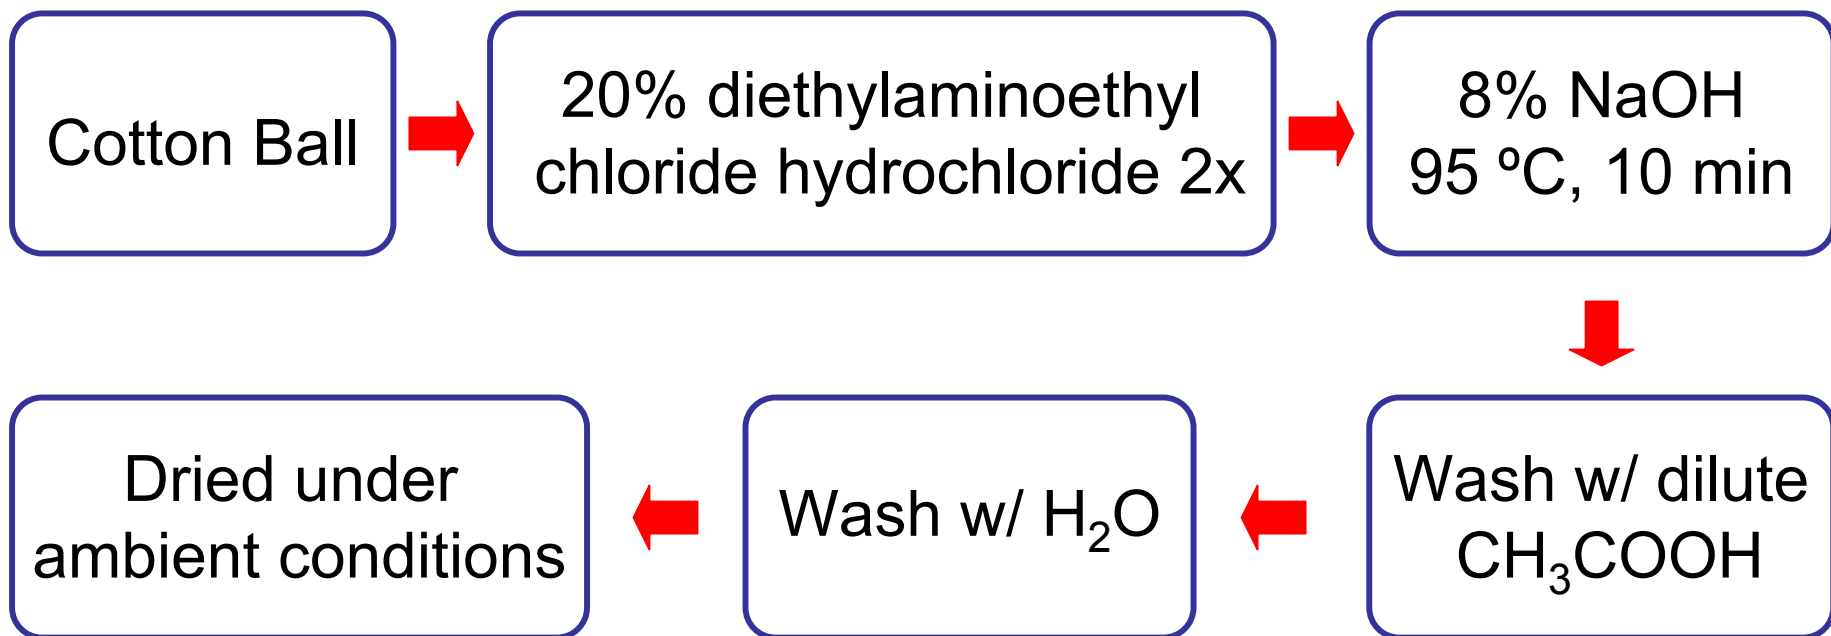 Cotton Ball
20% diethylaminoethyl
chloride hydrochloride 2x
8% NaOH
95 ºC, 10 min
Wash w/ dilute
CH₃COOH
Wash w/ H₂O
Dried under
ambient conditions